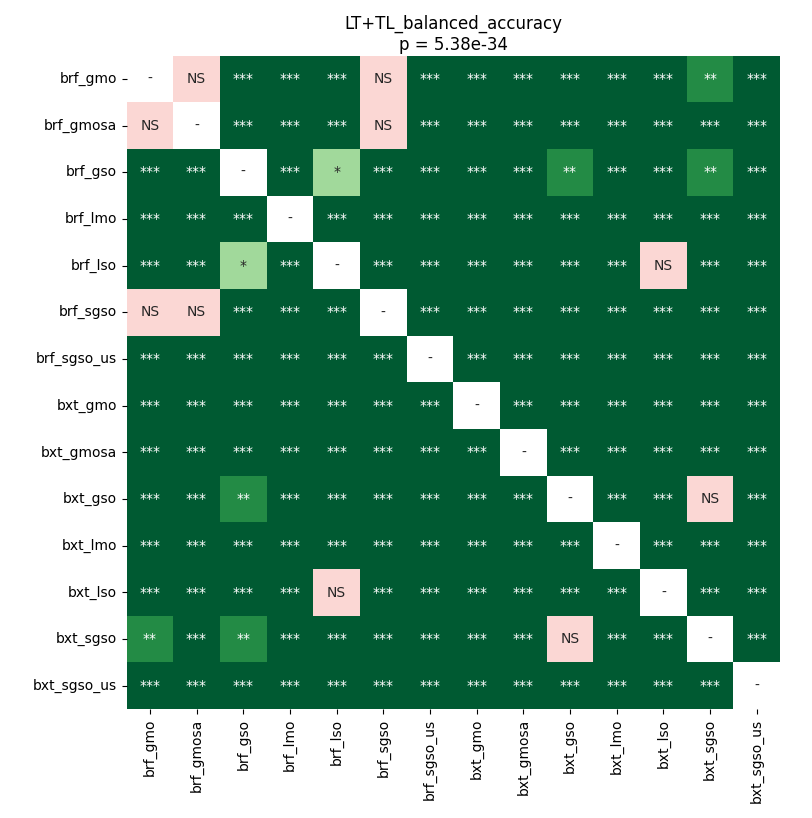 LT+TL_balanced_accuracy
p = 5.38e-34
brf_gmo - NS *** *** *** NS *** *** *** *** *** *** ** ***
brf_gmosa NS - *** *** *** NS *** *** *** *** *** *** *** ***
brf_gso *** *** - *** * *** *** *** *** ** *** *** ** ***
brf_lmo *** *** *** - *** *** *** *** *** *** *** *** *** ***
brf_lso *** *** * *** - *** *** *** *** *** *** NS *** ***
brf_sgso NS NS *** *** *** - *** *** *** *** *** *** *** ***
brf_sgso_us *** *** *** *** *** *** - *** *** *** *** *** *** ***
bxt_gmo *** *** *** *** *** *** *** - *** *** *** *** *** ***
bxt_gmosa *** *** *** *** *** *** *** *** - *** *** *** *** ***
bxt_gso *** *** ** *** *** *** *** *** *** - *** *** NS ***
bxt_lmo *** *** *** *** *** *** *** *** *** *** - *** *** ***
bxt_lso *** *** *** *** NS *** *** *** *** *** *** - *** ***
bxt_sgso ** *** ** *** *** *** *** *** *** NS *** *** - ***
bxt_sgso_us *** *** *** *** *** *** *** *** *** *** *** *** *** -
brf_gmo brf_gmosa brf_gso brf_lmo brf_lso brf_sgso brf_sgso_us bxt_gmo bxt_gmosa bxt_gso bxt_lmo bxt_lso bxt_sgso bxt_sgso_us